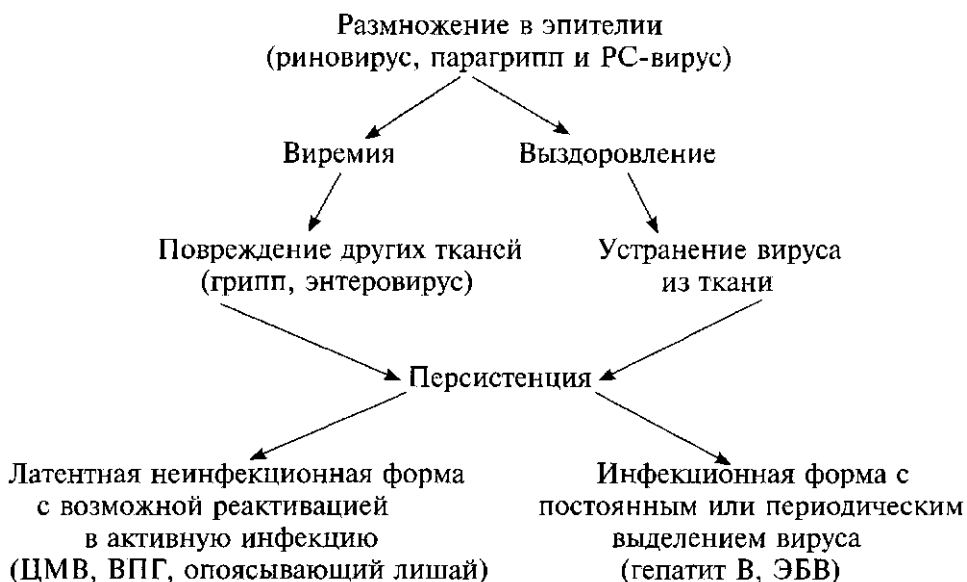 Размножение в эпителии
(риновирус, парагрипп и РС-вирус)
Виремия
Выздоровление
Повреждение других тканей
(грипп, энтеровирус)
Устранение вируса
из ткани
Персистенция
Латентная неинфекционная форма
с возможной реактивацией
в активную инфекцию
(ЦМВ, ВПГ, опоясывающий лишай)
Инфекционная форма с
постоянным или периодическим
выделением вируса
(гепатит В, ЭБВ)